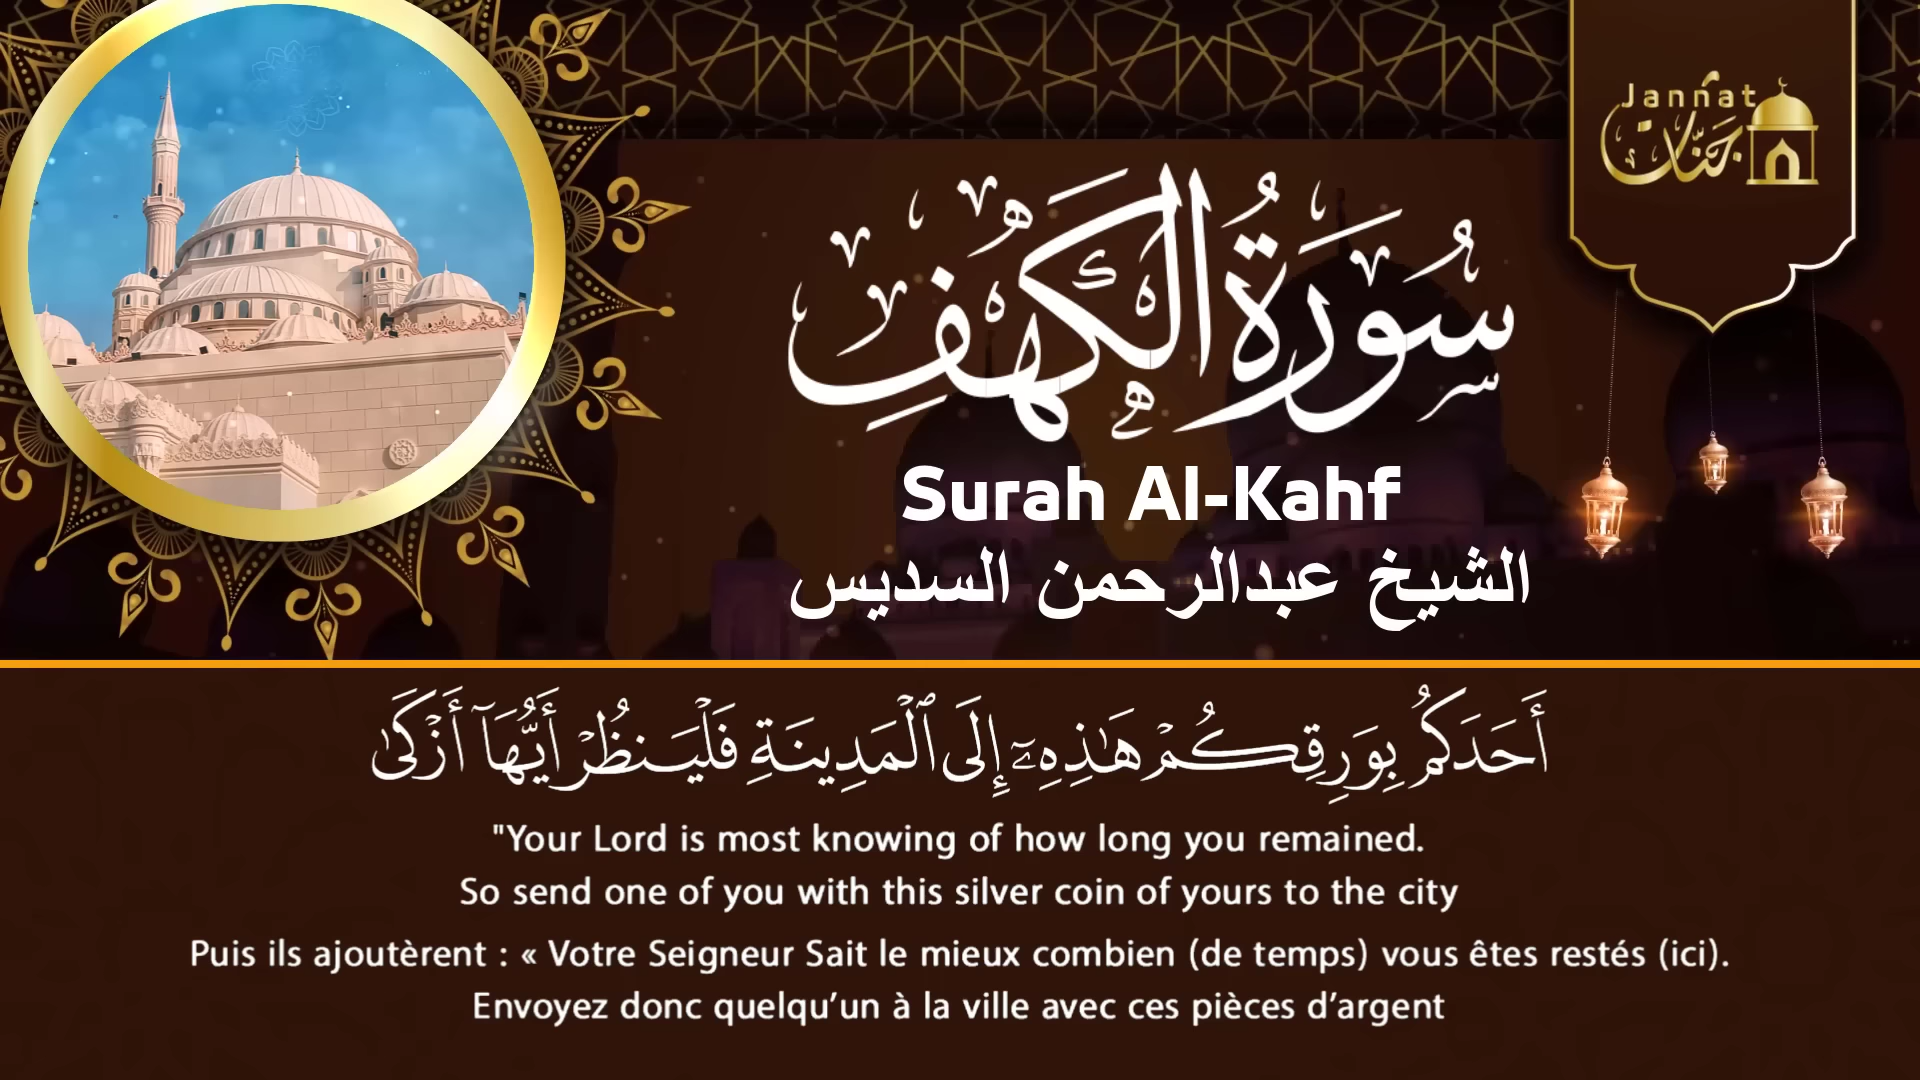 Jannat
جَنَّات
سُورَةُ الكَهْفِ
Surah Al-Kahf
الشيخ عبدالرحمن السديس
أَحَدَكُم بِوَرِقِكُمْ هَٰذِهِۦٓ إِلَى ٱلْمَدِينَةِ فَلْيَنظُرْ أَيُّهَآ أَزْكَىٰ
"Your Lord is most knowing of how long you remained.
So send one of you with this silver coin of yours to the city
Puis ils ajoutèrent : « Votre Seigneur Sait le mieux combien (de temps) vous êtes restés (ici).
Envoyez donc quelqu’un à la ville avec ces pièces d’argent